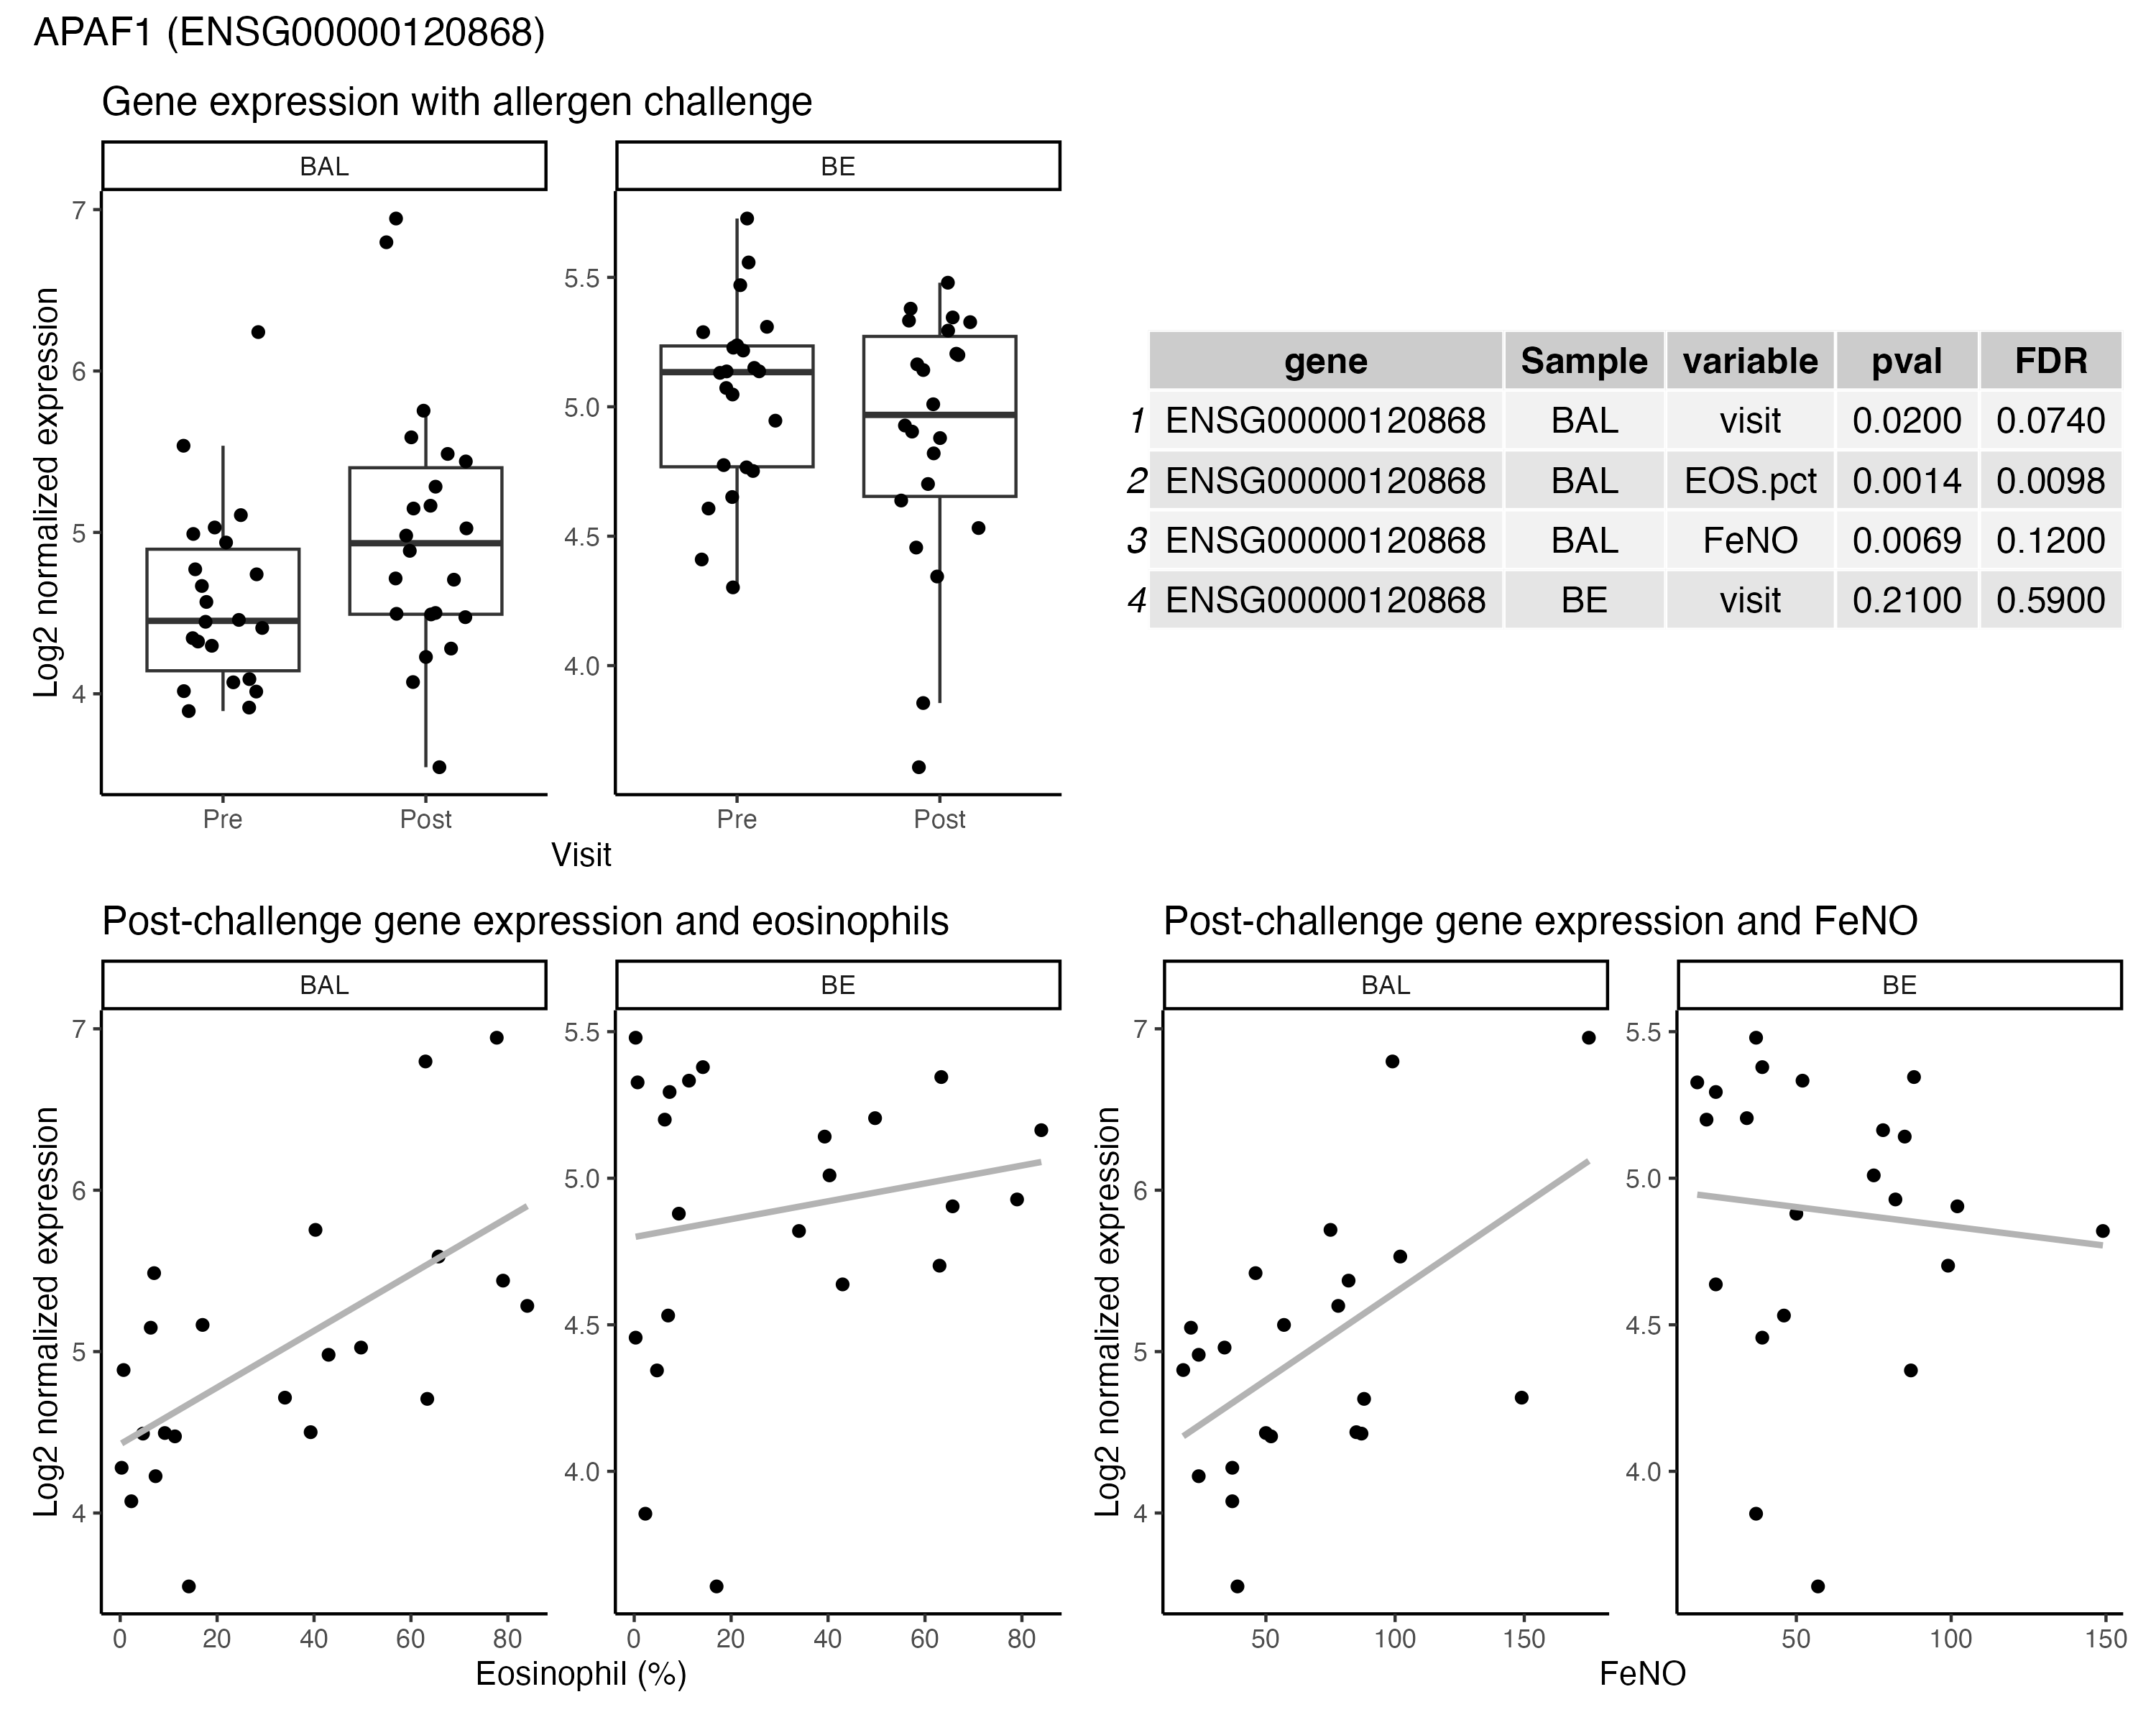 APAF1 (ENSG00000120868)
Gene expression with allergen challenge
BAL
BE
Log2 normalized expression
7
6
5
4
5.5
5.0
4.5
4.0
Pre
Post
Pre
Post
Visit
gene Sample variable pval FDR
1 ENSG00000120868 BAL visit 0.0200 0.0740
2 ENSG00000120868 BAL EOS.pct 0.0014 0.0098
3 ENSG00000120868 BAL FeNO 0.0069 0.1200
4 ENSG00000120868 BE visit 0.2100 0.5900
Post-challenge gene expression and eosinophils
BAL
BE
Log2 normalized expression
7
6
5
4
5.5
5.0
4.5
4.0
0 20 40 60 80
0 20 40 60 80
Eosinophil (%)
Post-challenge gene expression and FeNO
BAL
BE
Log2 normalized expression
7
6
5
4
5.5
5.0
4.5
4.0
50 100 150
50 100 150
FeNO